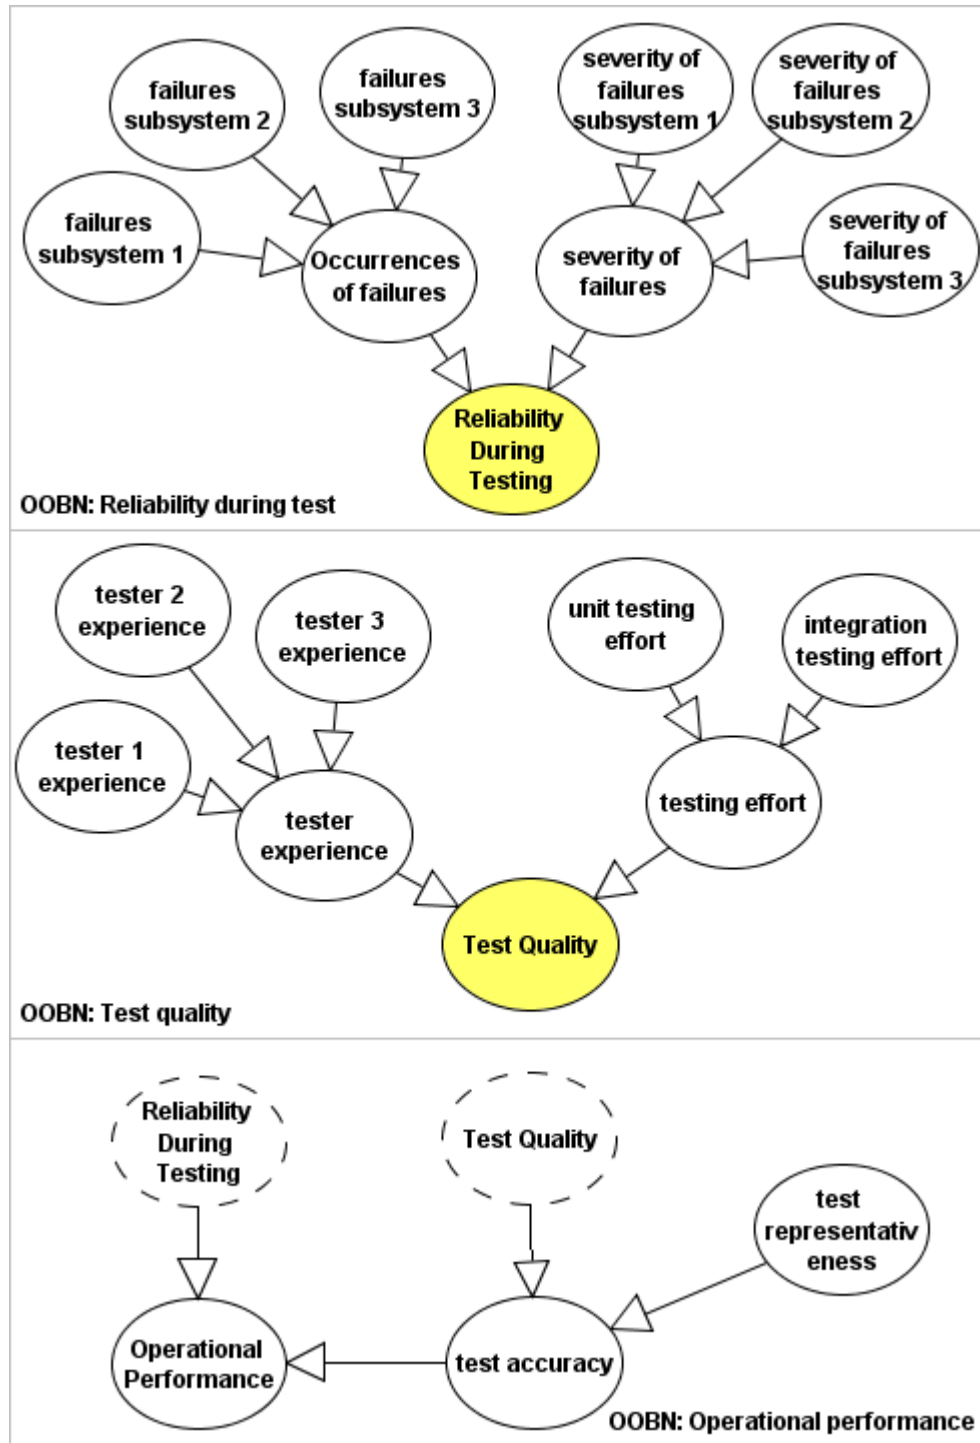 failures
subsystem 2
failures
subsystem 3
severity of
failures
subsystem 1
severity of
failures
subsystem 2
failures
subsystem 1
Occurrences
of failures
severity of
failures
severity of
failures
subsystem 3
Reliability
During
Testing
OOBN: Reliability during test
tester 2
experience
tester 3
experience
unit testing
effort
integration
testing effort
tester 1
experience
tester
experience
testing effort
Test Quality
OOBN: Test quality
Reliability
During
Testing
Test Quality
test
representativ
eness
Operational
Performance
test accuracy
OOBN: Operational performance